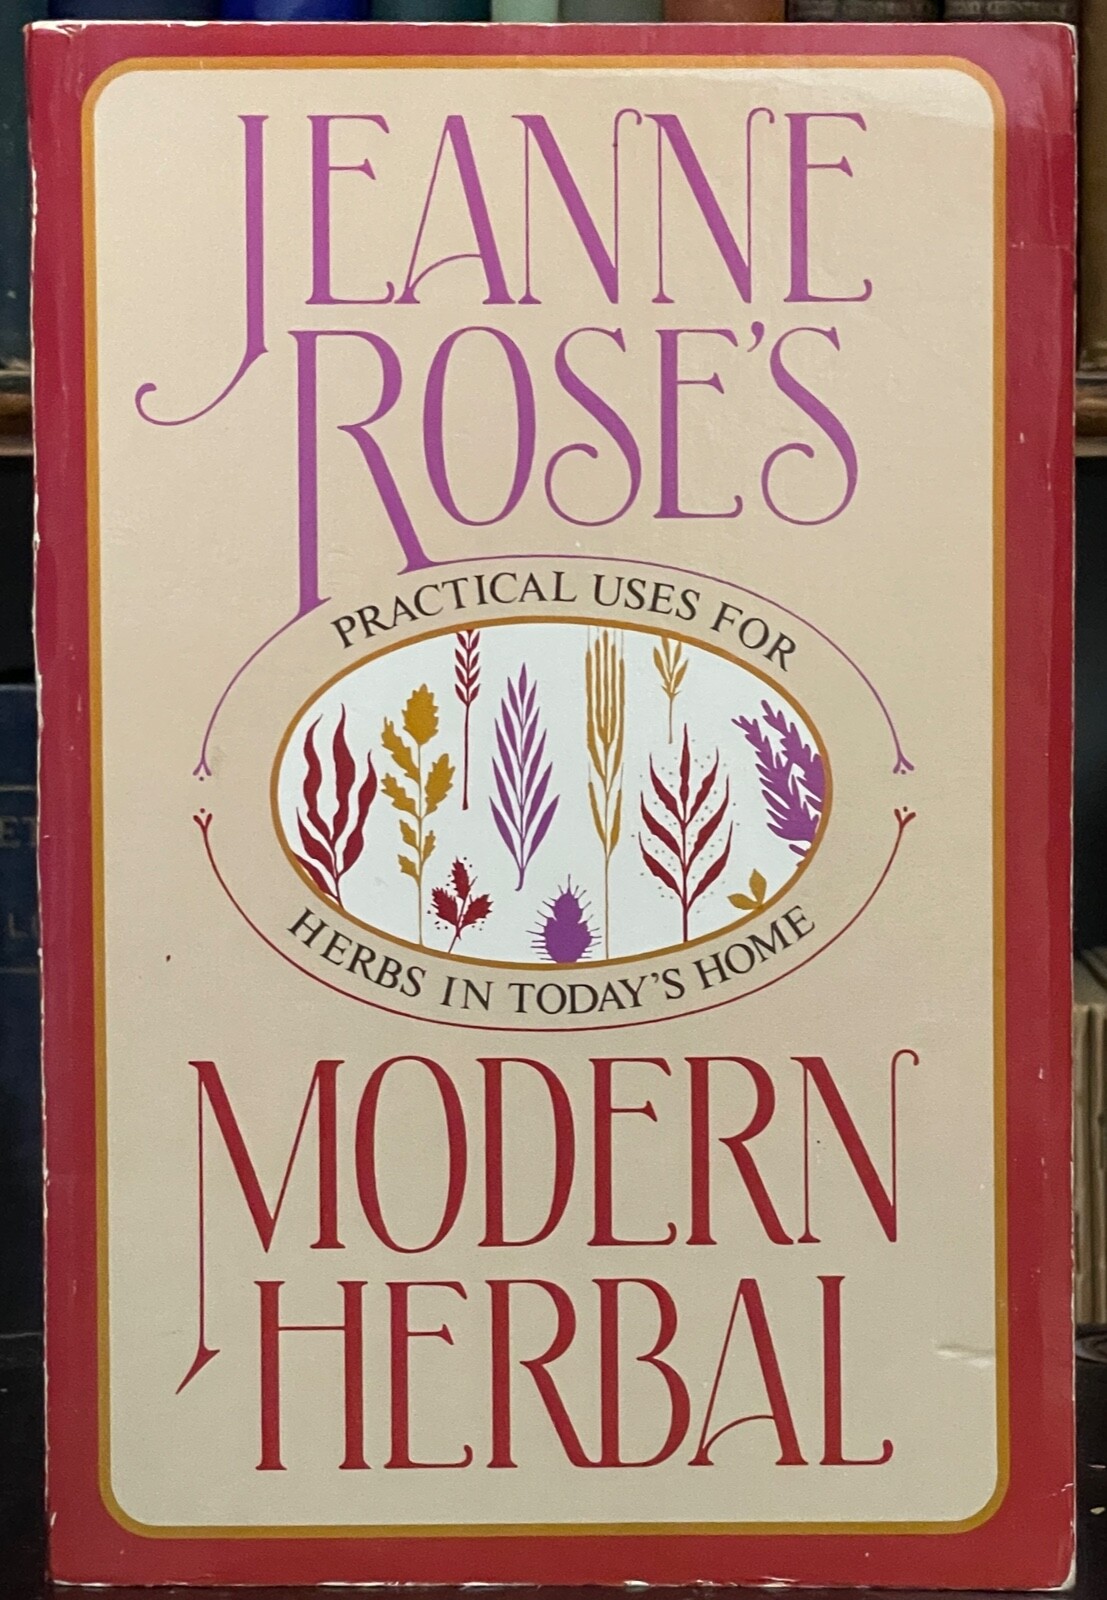 JEANNE
ROSE'S
PRACTICAL USES FOR
HERBS IN TODAY'S HOME
MODERN
HERBAL